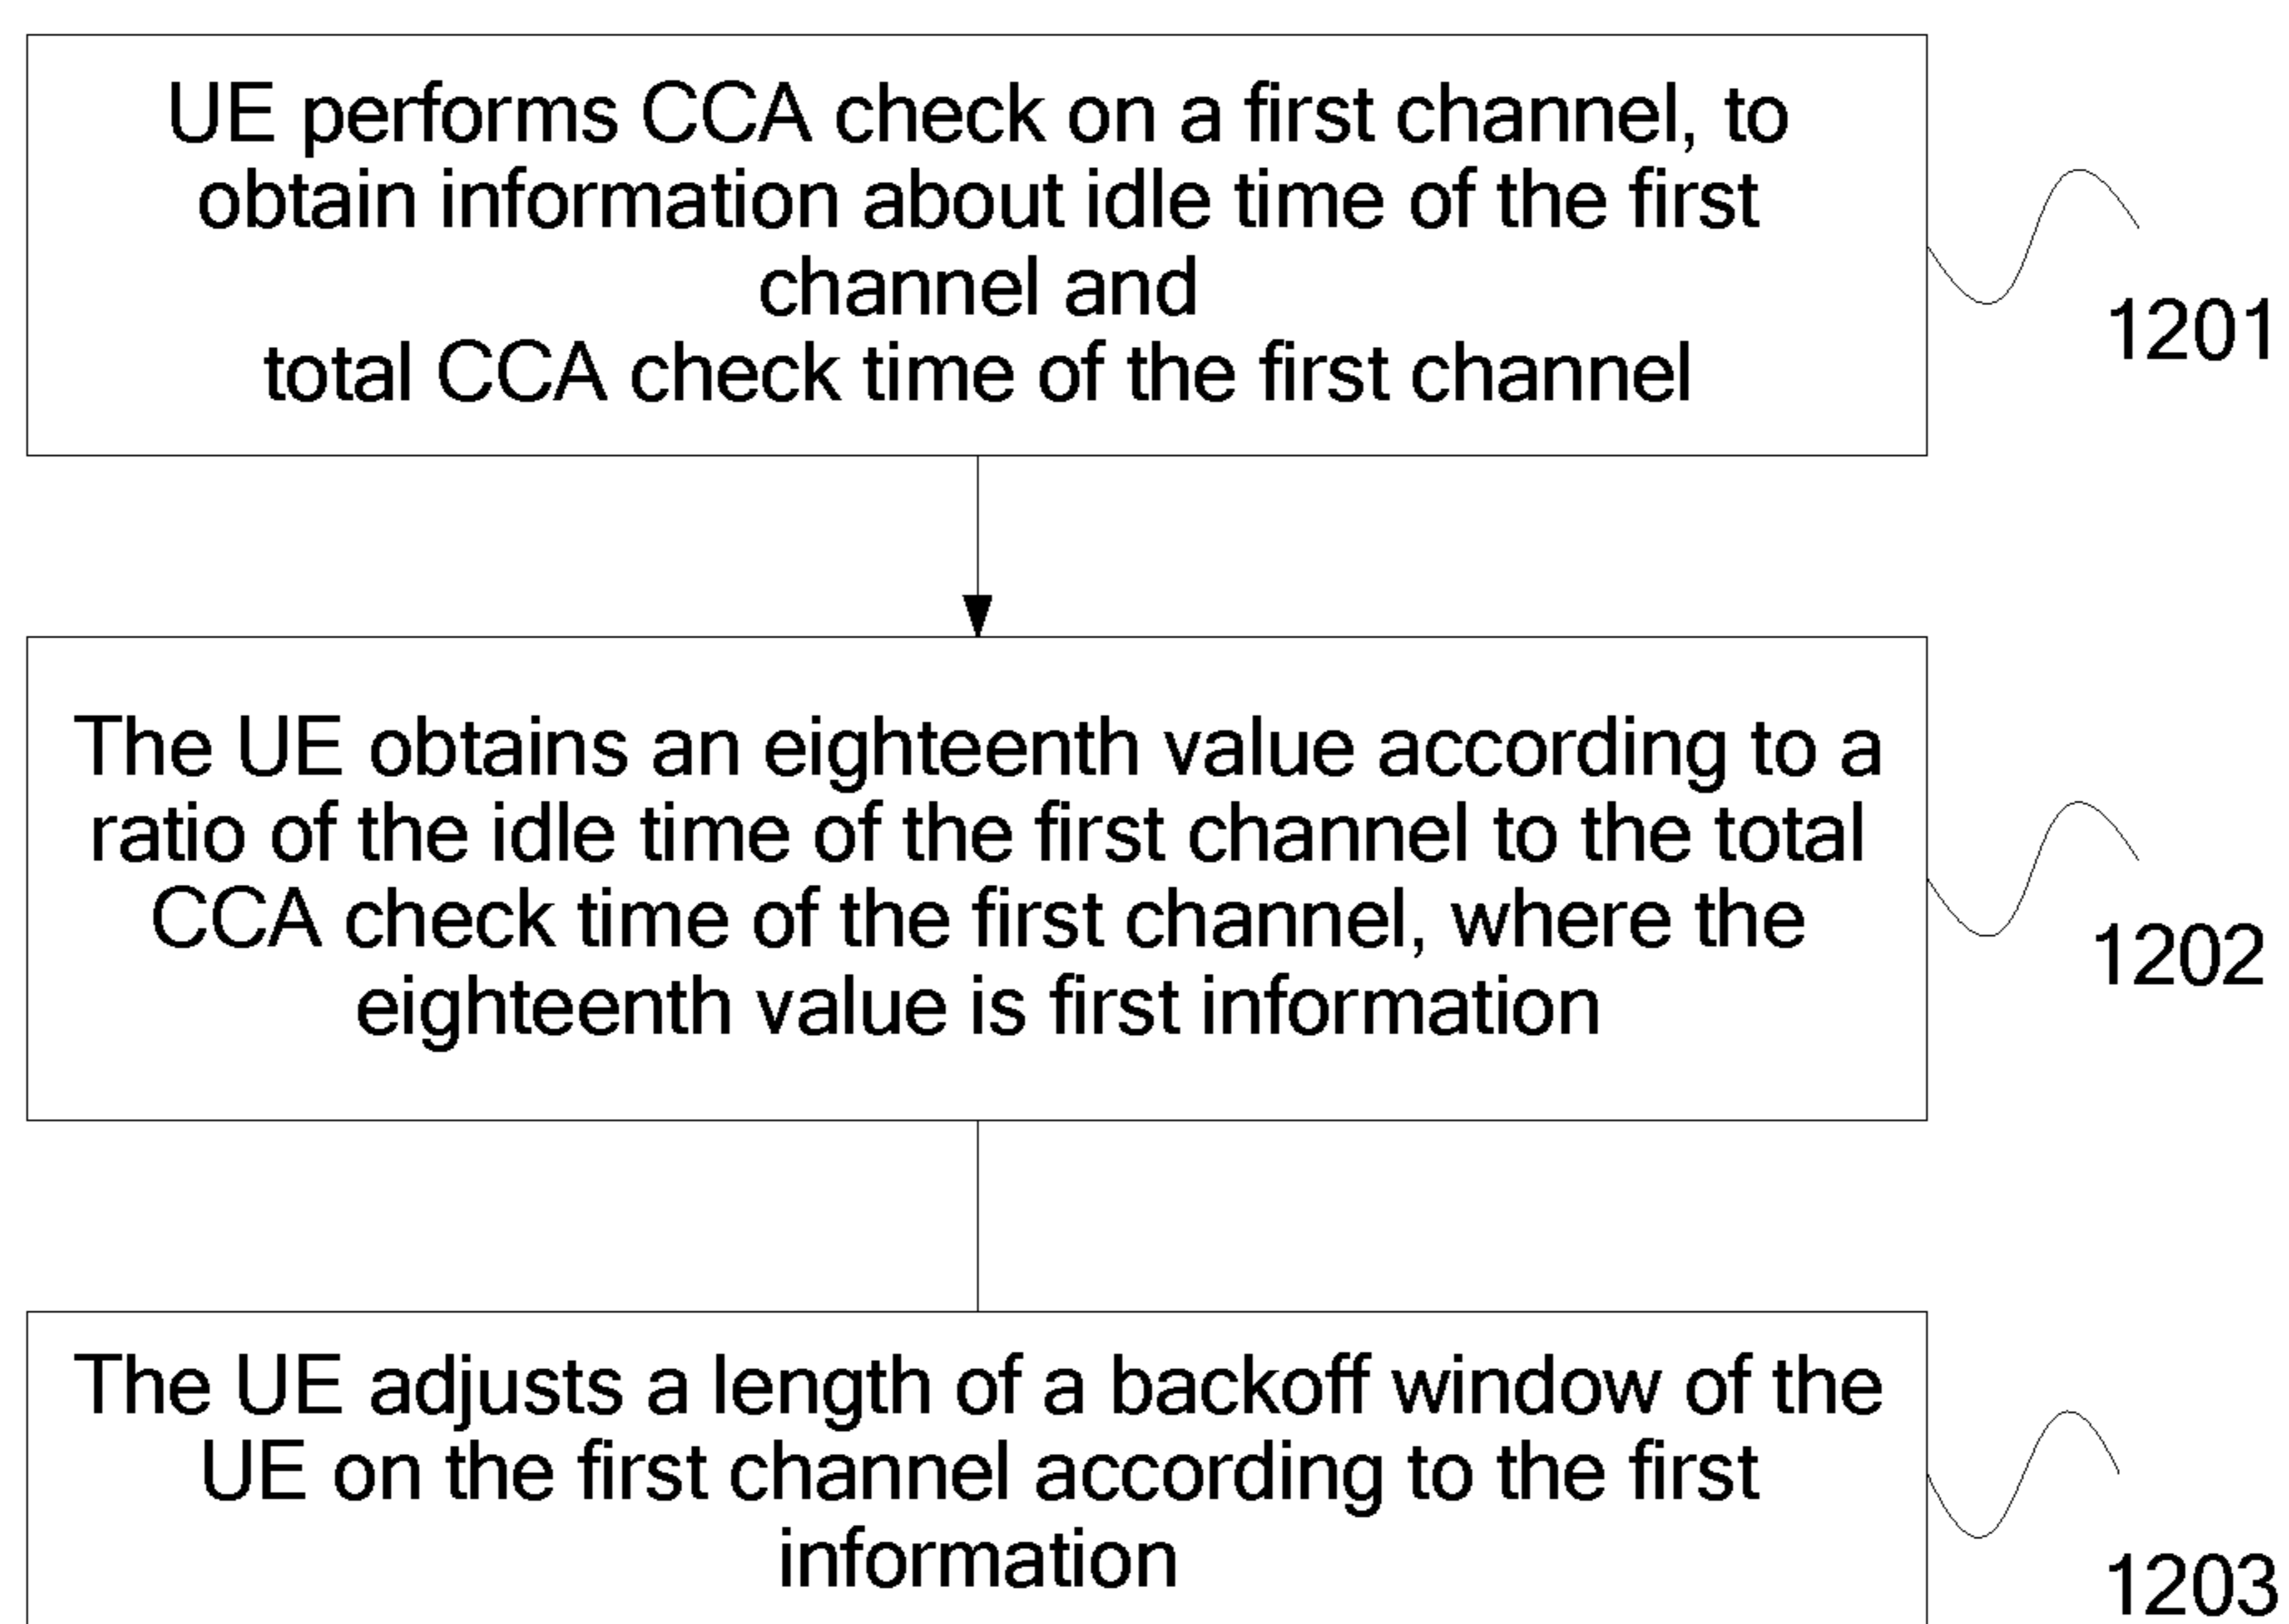 UE performs CCA check on a first channel, to
obtain information about idle time of the first
channel and
total CCA check time of the first channel
1201
The UE obtains an eighteenth value according to a
ratio of the idle time of the first channel to the total
CCA check time of the first channel, where the
eighteenth value is first information
1202
The UE adjusts a length of a backoff window of the
UE on the first channel according to the first
information
1203